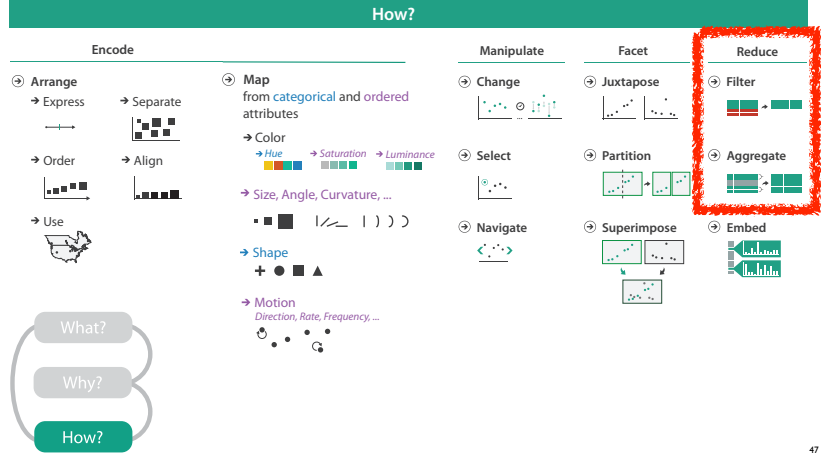 How?
Encode
Manipulate
Facet
Reduce
Arrange
Express
Separate
Order
Align
Use
Map
from categorical and ordered
attributes
Color
Hue
Saturation
Luminance
Size, Angle, Curvature, ...
Shape
Motion
Direction, Rate, Frequency, ...
Change
...
Select
Navigate
Juxtapose
Partition
Superimpose
Filter
Aggregate
Embed
What?
Why?
How?
47